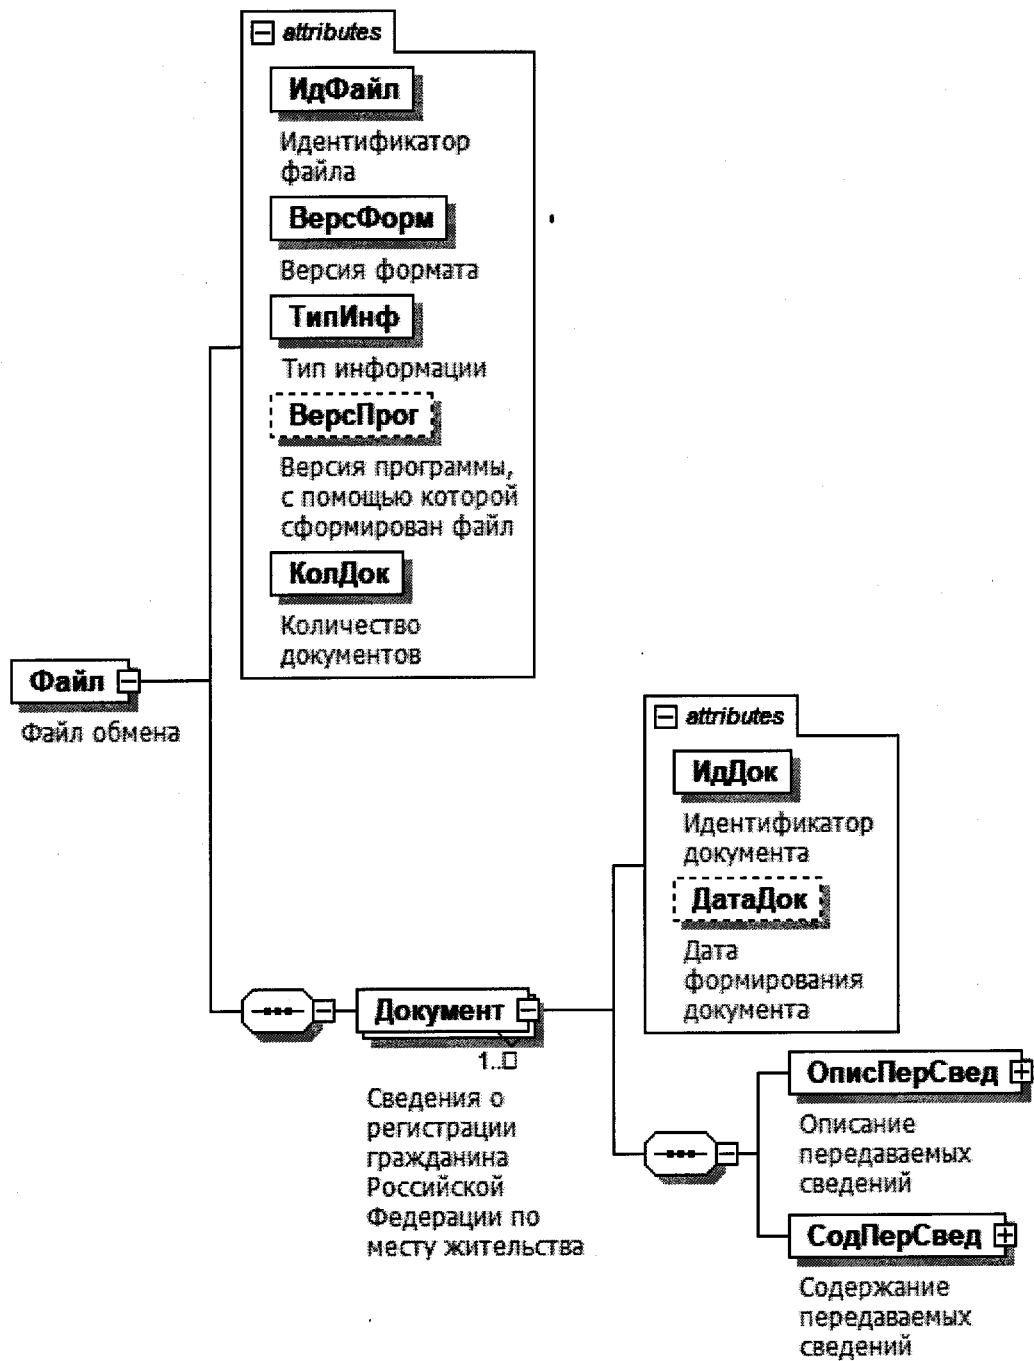 attributes
ИдФайл
Идентификатор
файла
ВерсФорм
Версия формата
ТипИнф
Тип информации
ВерсПрог
Версия программы,
с помощью которой
сформирован файл
КолДок
Количество
документов
Файл
Файл обмена
attributes
ИдДок
Идентификатор
документа
ДатаДок
Дата
формирования
документа
Документ
1..□
Сведения о
регистрации
гражданина
Российской
Федерации по
месту жительства
ОписПерСвед
Описание
передаваемых
сведений
СодПерСвед
Содержание
передаваемых
сведений